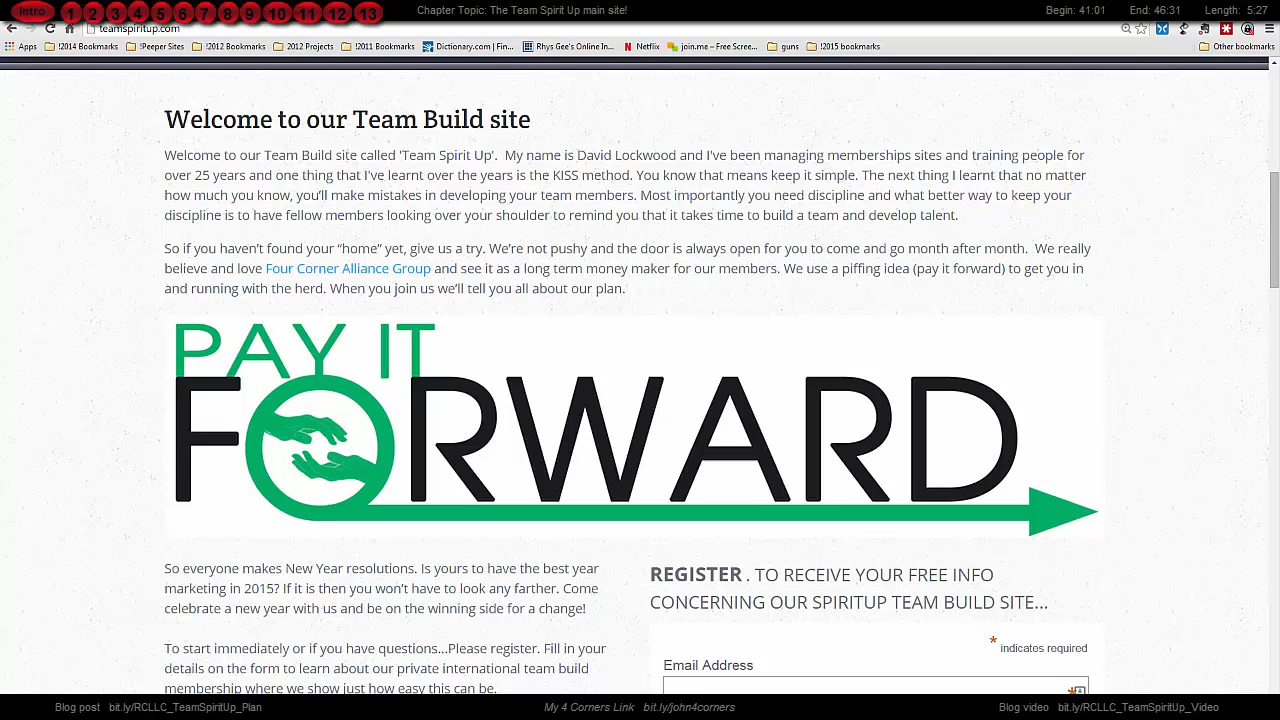 Intro 1 2 3 4 5 6 7 8 9 10 11 12 13 Chapter Topic: The Team Spirit Up main site! Begin: 41:01 End: 46:31 Length: 5:27
teamspiritup.com
Apps !2014 Bookmarks !Peeper Sites !2012 Bookmarks 2012 Projects !2011 Bookmarks Dictionary.com | Fin... Rhys Gee's Online In... Netflix join.me – Free Scree... guns !2015 bookmarks Other bookmarks
Welcome to our Team Build site
Welcome to our Team Build site called 'Team Spirit Up'. My name is David Lockwood and I've been managing memberships sites and training people for
over 25 years and one thing that I've learnt over the years is the KISS method. You know that means keep it simple. The next thing I learnt that no matter
how much you know, you'll make mistakes in developing your team members. Most importantly you need discipline and what better way to keep your
discipline is to have fellow members looking over your shoulder to remind you that it takes time to build a team and develop talent.
So if you haven't found your “home” yet, give us a try. We're not pushy and the door is always open for you to come and go month after month. We really
believe and love Four Corner Alliance Group and see it as a long term money maker for our members. We use a piffing idea (pay it forward) to get you in
and running with the herd. When you join us we'll tell you all about our plan.
PAY IT
FORWARD
So everyone makes New Year resolutions. Is yours to have the best year
marketing in 2015? If it is then you won't have to look any farther. Come
celebrate a new year with us and be on the winning side for a change!
To start immediately or if you have questions...Please register. Fill in your
details on the form to learn about our private international team build
membership where we show just how easy this can be.
REGISTER . TO RECEIVE YOUR FREE INFO
CONCERNING OUR SPIRITUP TEAM BUILD SITE...
* indicates required
Email Address
*
Blog post bit.ly/RCLLC_TeamSpiritUp_Plan My 4 Corners Link bit.ly/john4corners Blog video bit.ly/RCLLC_TeamSpiritUp_Video